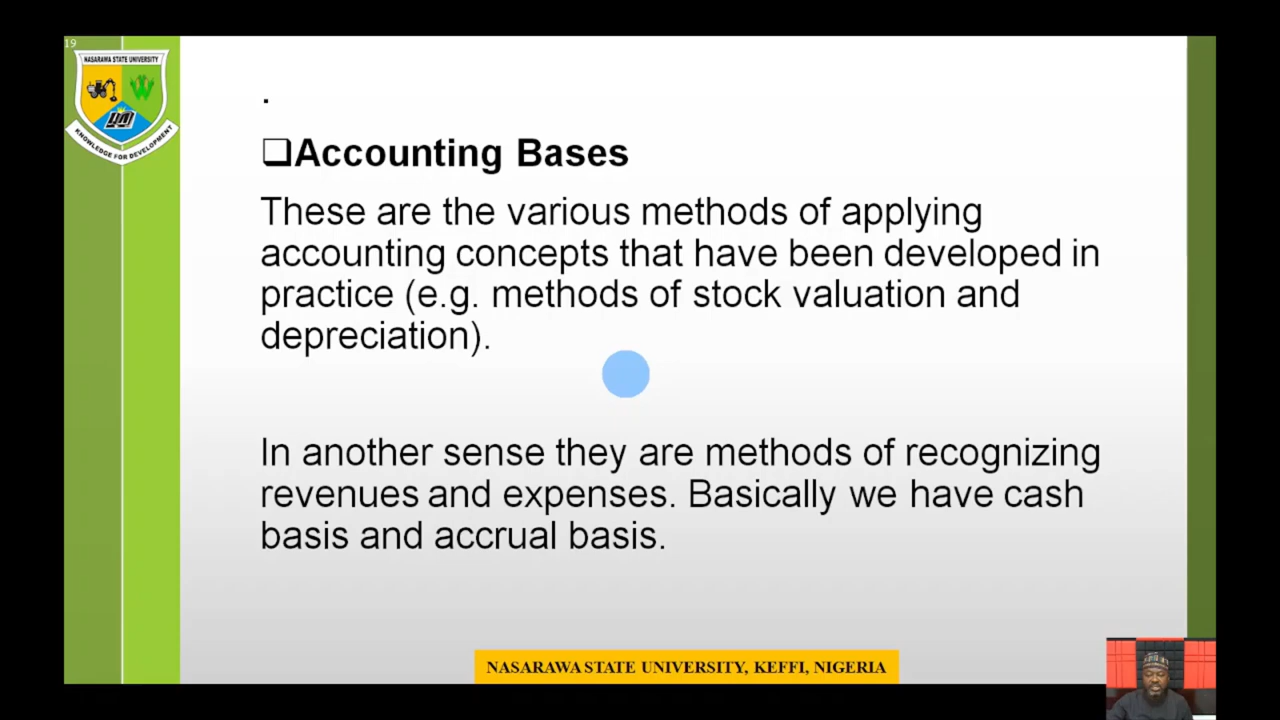 19
NASARAWA STATE UNIVERSITY
KNOWLEDGE FOR DEVELOPMENT
.
❑Accounting Bases
These are the various methods of applying
accounting concepts that have been developed in
practice (e.g. methods of stock valuation and
depreciation).
In another sense they are methods of recognizing
revenues and expenses. Basically we have cash
basis and accrual basis.
NASARAWA STATE UNIVERSITY, KEFFI, NIGERIA